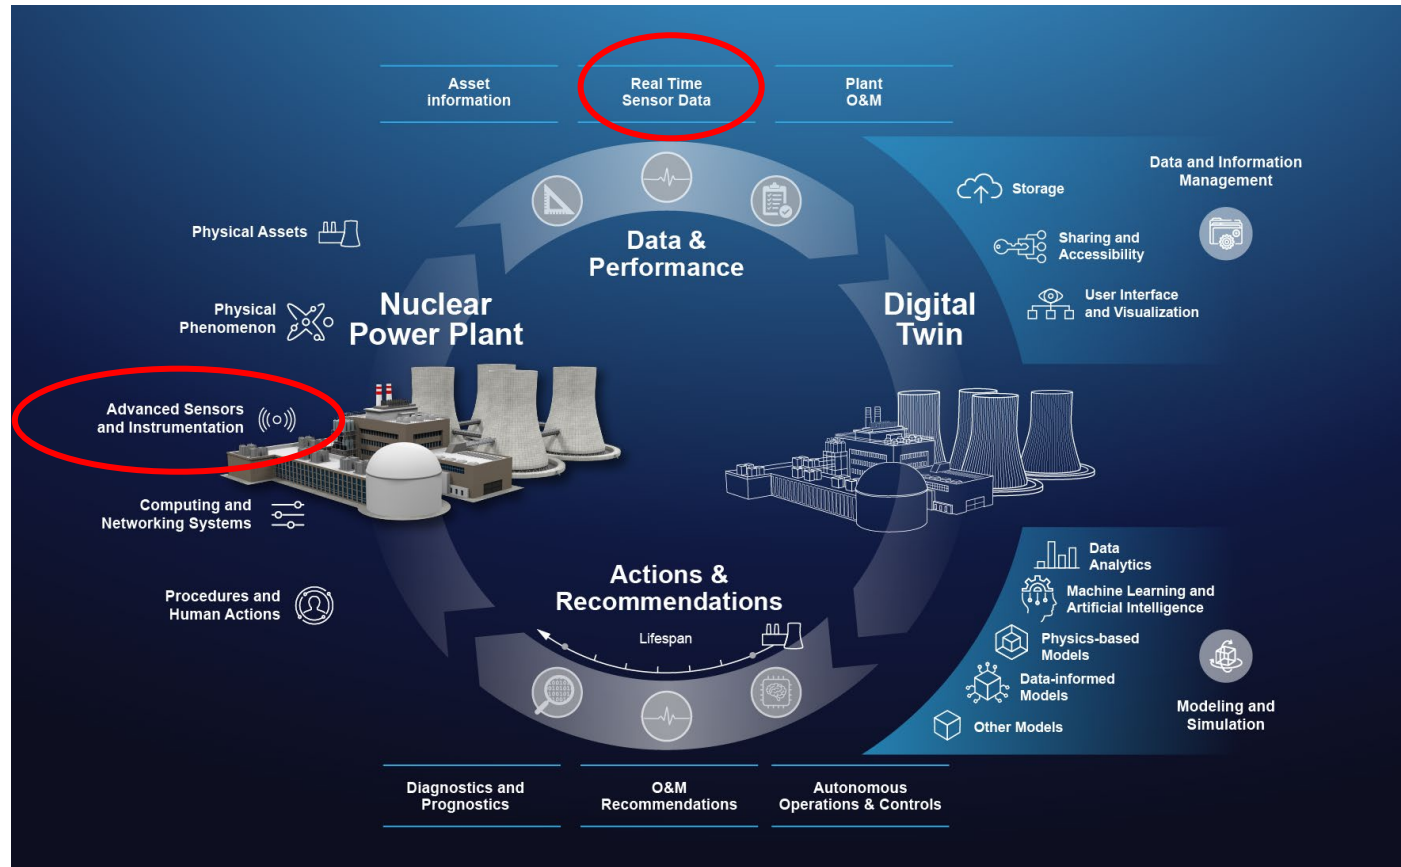 Asset
information
Real Time
Sensor Data
Plant
O&M
Data &
Performance
Physical Assets
Physical
Phenomenon
Nuclear
Power Plant
Advanced Sensors
and Instrumentation
Computing and
Networking Systems
Procedures and
Human Actions
Digital
Twin
Storage
Sharing and
Accessibility
User Interface
and Visualization
Data and Information
Management
Actions &
Recommendations
Lifespan
Data
Analytics
Machine Learning and
Artificial Intelligence
Physics-based
Models
Data-informed
Models
Other Models
Modeling and
Simulation
Diagnostics and
Prognostics
O&M
Recommendations
Autonomous
Operations & Controls